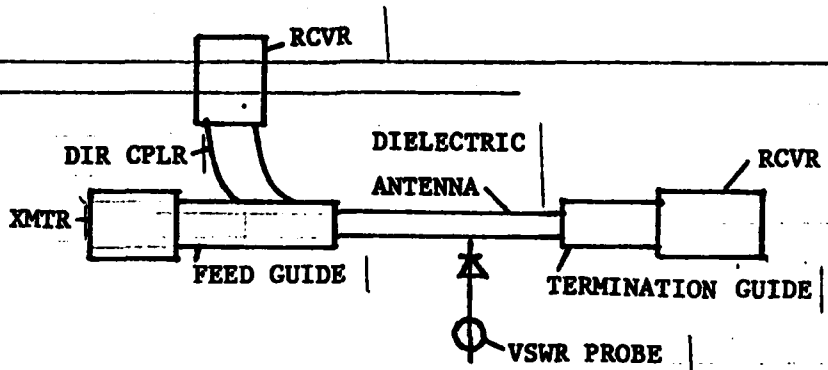 RCVR
DIR CPLR
DIELECTRIC
ANTENNA
RCVR
XMTR
FEED GUIDE
TERMINATION GUIDE
VSWR PROBE